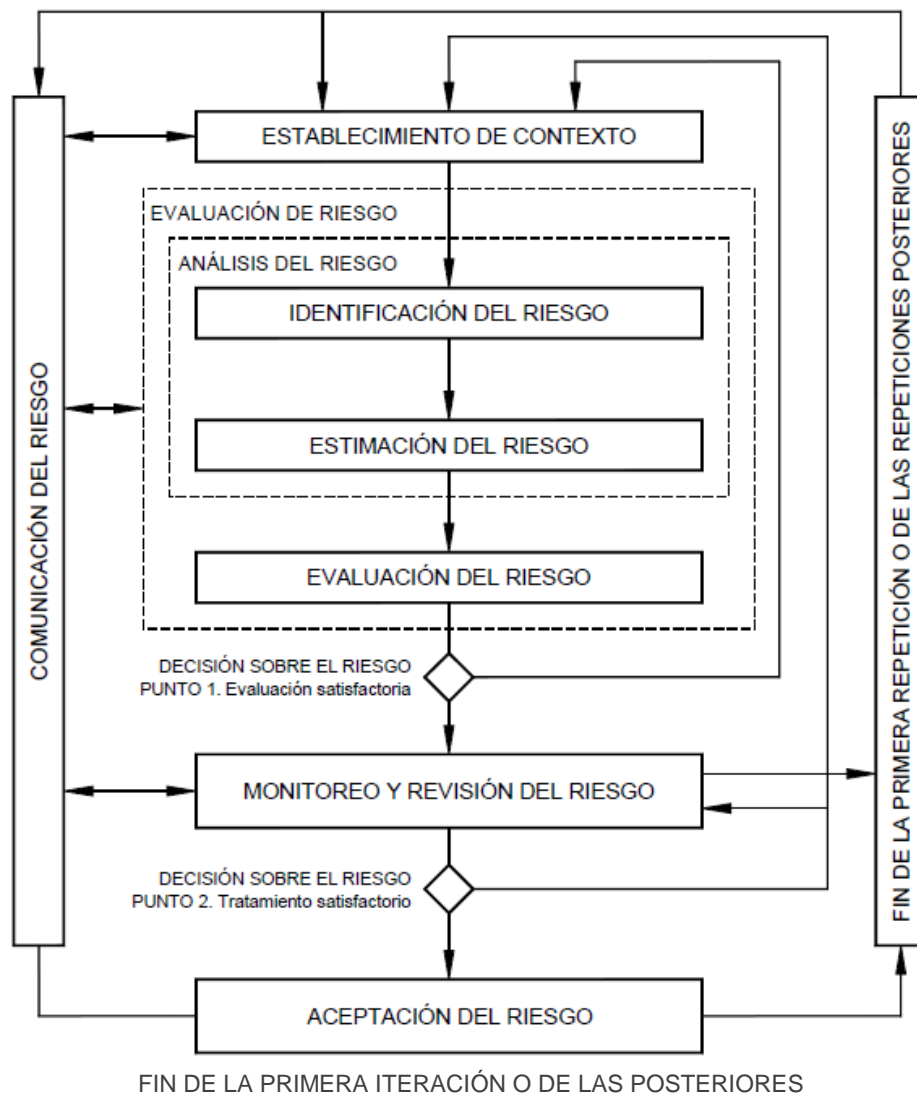 ESTABLECIMIENTO DE CONTEXTO
EVALUACIÓN DE RIESGO
ANÁLISIS DEL RIESGO
IDENTIFICACIÓN DEL RIESGO
ESTIMACIÓN DEL RIESGO
EVALUACIÓN DEL RIESGO
DECISIÓN SOBRE EL RIESGO
PUNTO 1. Evaluación satisfactoria
MONITOREO Y REVISIÓN DEL RIESGO
DECISIÓN SOBRE EL RIESGO
PUNTO 2. Tratamiento satisfactorio
ACEPTACIÓN DEL RIESGO
COMUNICACIÓN DEL RIESGO
FIN DE LA PRIMERA REPETICIÓN O DE LAS REPETICIONES POSTERIORES
FIN DE LA PRIMERA ITERACIÓN O DE LAS POSTERIORES